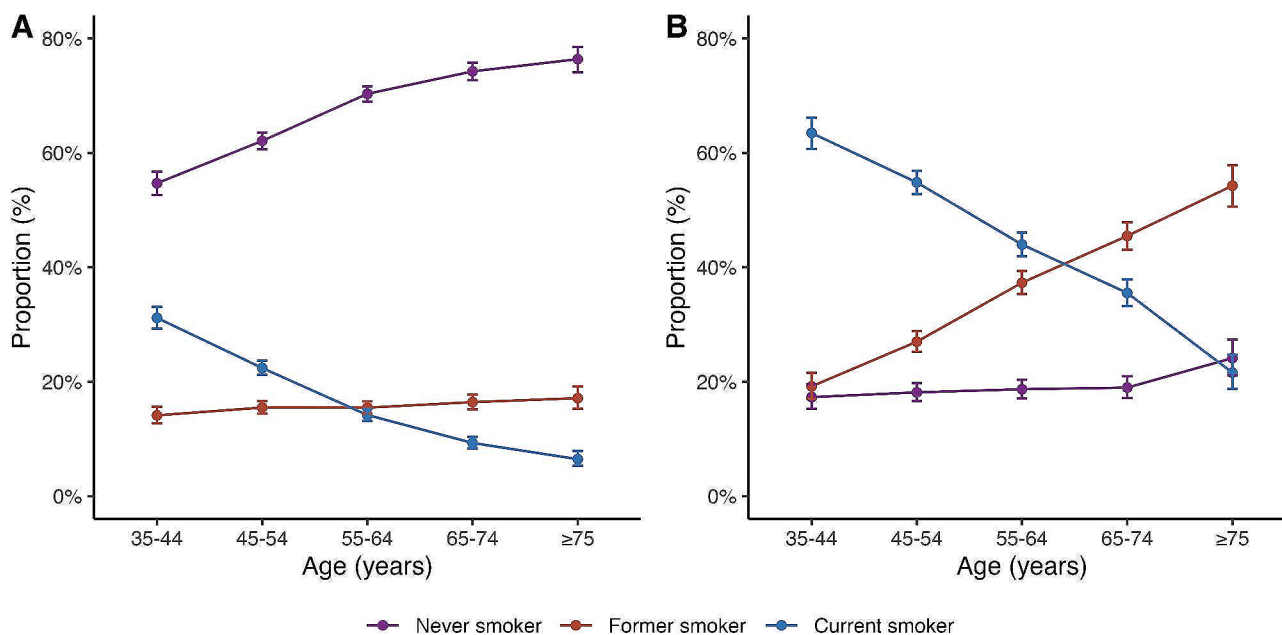 A
80%
60%
40%
20%
0%
Proportion (%)
35-44 45-54 55-64 65-74 ≥75
Age (years)
B
80%
60%
40%
20%
0%
Proportion (%)
35-44 45-54 55-64 65-74 ≥75
Age (years)
Never smoker Former smoker Current smoker